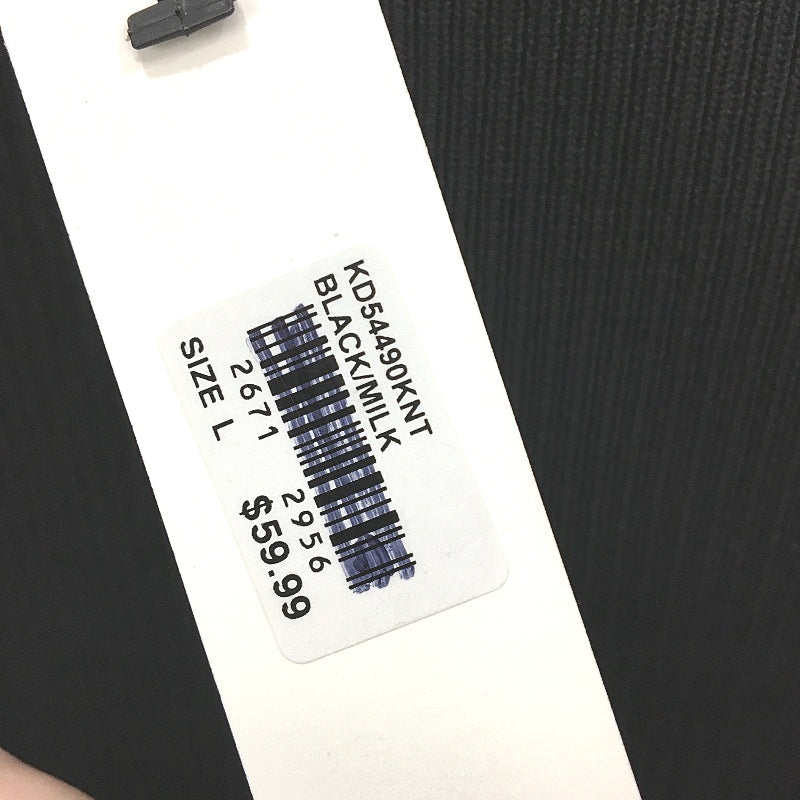 KD54490KNT
BLACK/MILK
2671 2956
SIZE L $59.99